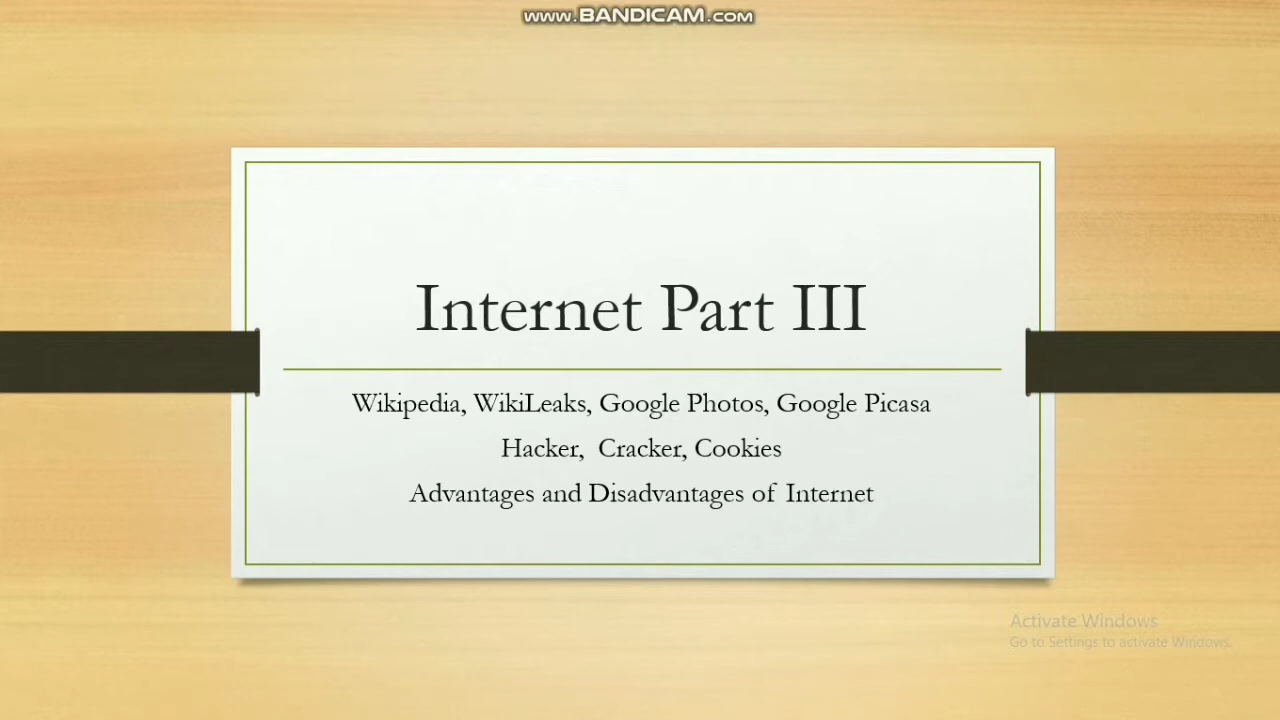 www.BANDICAM.com
Internet Part III
Wikipedia, WikiLeaks, Google Photos, Google Picasa
Hacker,  Cracker, Cookies
Advantages and Disadvantages of Internet
Activate Windows
Go to Settings to activate Windows.